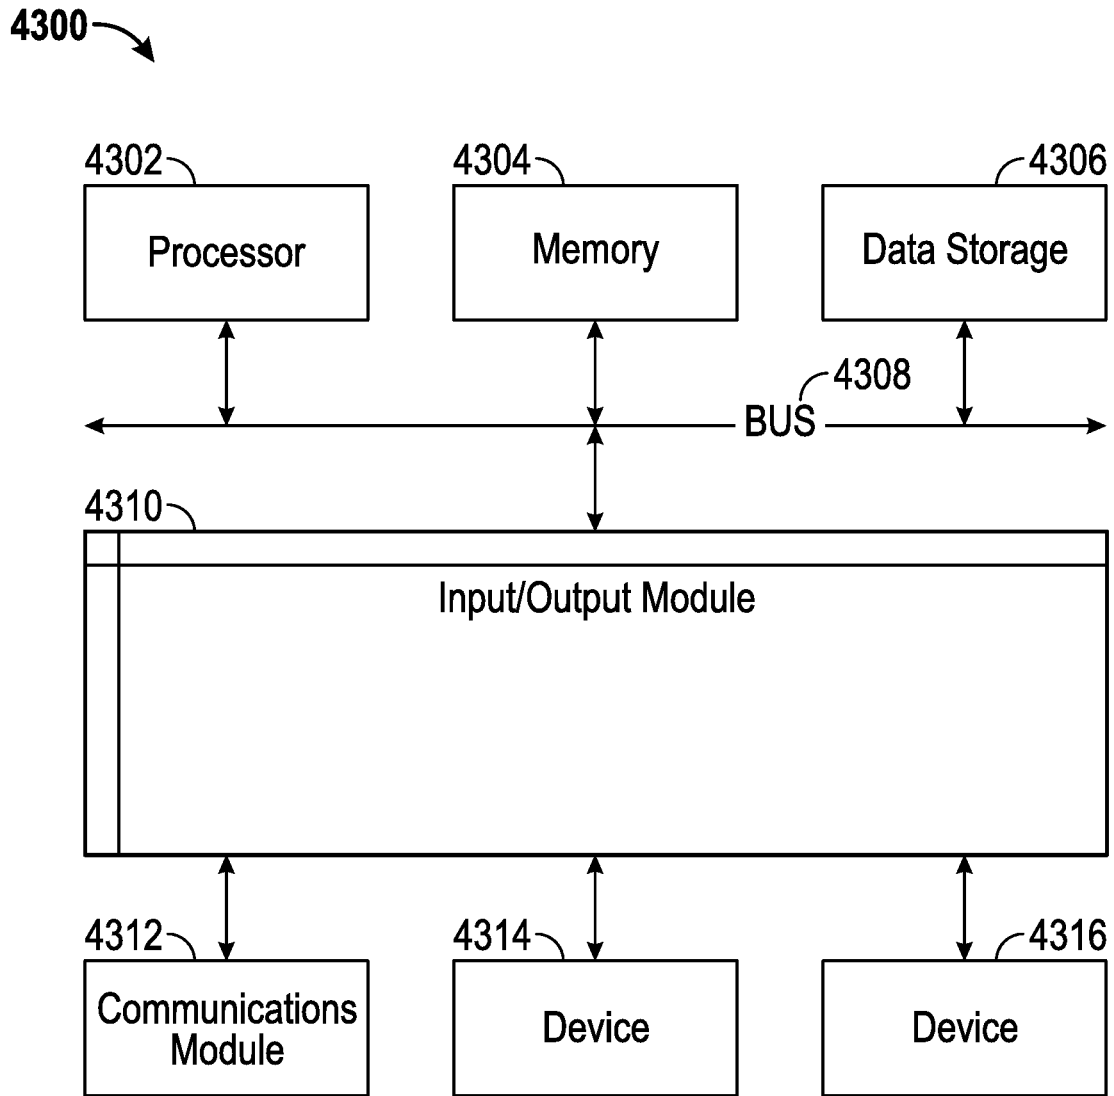 4300
4302
4304
4306
Processor
Memory
Data Storage
4308
BUS
4310
Input/Output Module
4312
4314
4316
Communications
Module
Device
Device